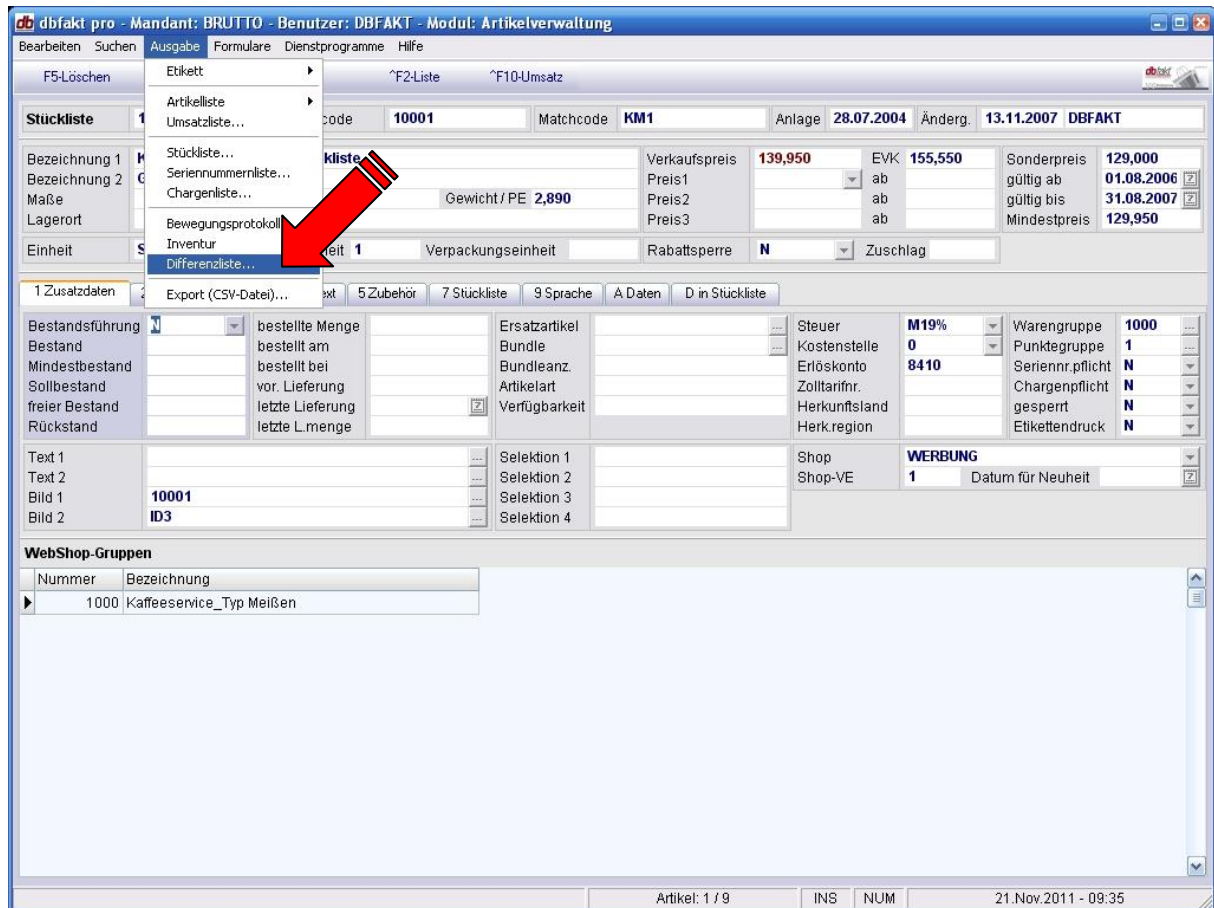 db dbfakt pro - Mandant: BRUTTO - Benutzer: DBFAKT - Modul: Artikelverwaltung
Bearbeiten Suchen Ausgabe Formulare Dienstprogramme Hilfe
F5-Löschen ^F2-Liste ^F10-Umsatz
Etikett
Artikelliste
Umsatzliste...
Stückliste...
Seriennummernliste...
Chargenliste...
Bewegungsprotokoll
Inventur
Differenzliste...
Export (CSV-Datei)...
Stückliste 1 code 10001 Matchcode KM1 Anlage 28.07.2004 Änderg. 13.11.2007 DBFAKT
Bezeichnung 1 K kliste Verkaufspreis 139,950 EVK 155,550 Sonderpreis 129,000
Bezeichnung 2 G Preis1 ab gültig ab 01.08.2006
Maße Gewicht / PE 2,890 Preis2 ab gültig bis 31.08.2007
Lagerort Preis3 ab Mindestpreis 129,950
Einheit S heit 1 Verpackungseinheit Rabattsperre N Zuschlag
1 Zusatzdaten 2 ext 5 Zubehör 7 Stückliste 9 Sprache A Daten D in Stückliste
Bestandsführung N bestellte Menge Ersatzartikel Steuer M19% Warengruppe 1000
Bestand bestellt am Bundle Kostenstelle 0 Punktegruppe 1
Mindestbestand bestellt bei Bundleanz. Erlöskonto 8410 Seriennr.pflicht N
Sollbestand vor. Lieferung Artikelart Zolltarifnr. Chargenpflicht N
freier Bestand letzte Lieferung Verfügbarkeit Herkunftsland gesperrt N
Rückstand letzte L.menge Herk.region Etikettendruck N
Text 1 Selektion 1 Shop WERBUNG
Text 2 Selektion 2 Shop-VE 1 Datum für Neuheit
Bild 1 10001 Selektion 3
Bild 2 ID3 Selektion 4
WebShop-Gruppen
Nummer Bezeichnung
1000 Kaffeeservice_Typ Meißen
Artikel: 1 / 9 INS NUM 21.Nov.2011 - 09:35